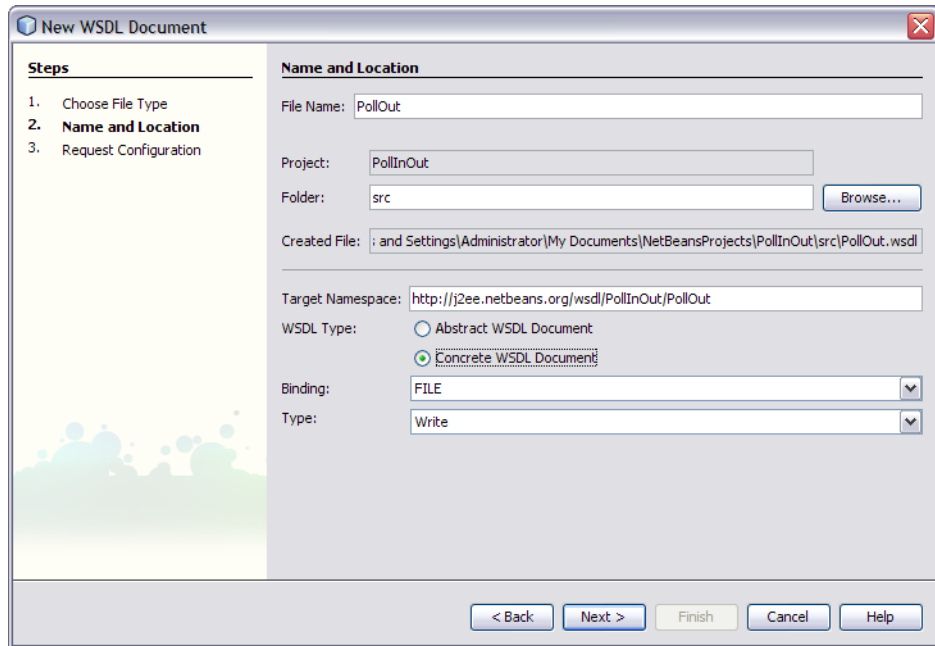 New WSDL Document
Steps
1. Choose File Type
2. Name and Location
3. Request Configuration
Name and Location
File Name: PollOut
Project: PollInOut
Folder: src Browse...
Created File: : and Settings\Administrator\My Documents\NetBeansProjects\PollInOut\src\PollOut.wsdl
Target Namespace: http://j2ee.netbeans.org/wsdl/PollInOut/PollOut
WSDL Type: Abstract WSDL Document
Concrete WSDL Document
Binding: FILE
Type: Write
< Back Next > Finish Cancel Help